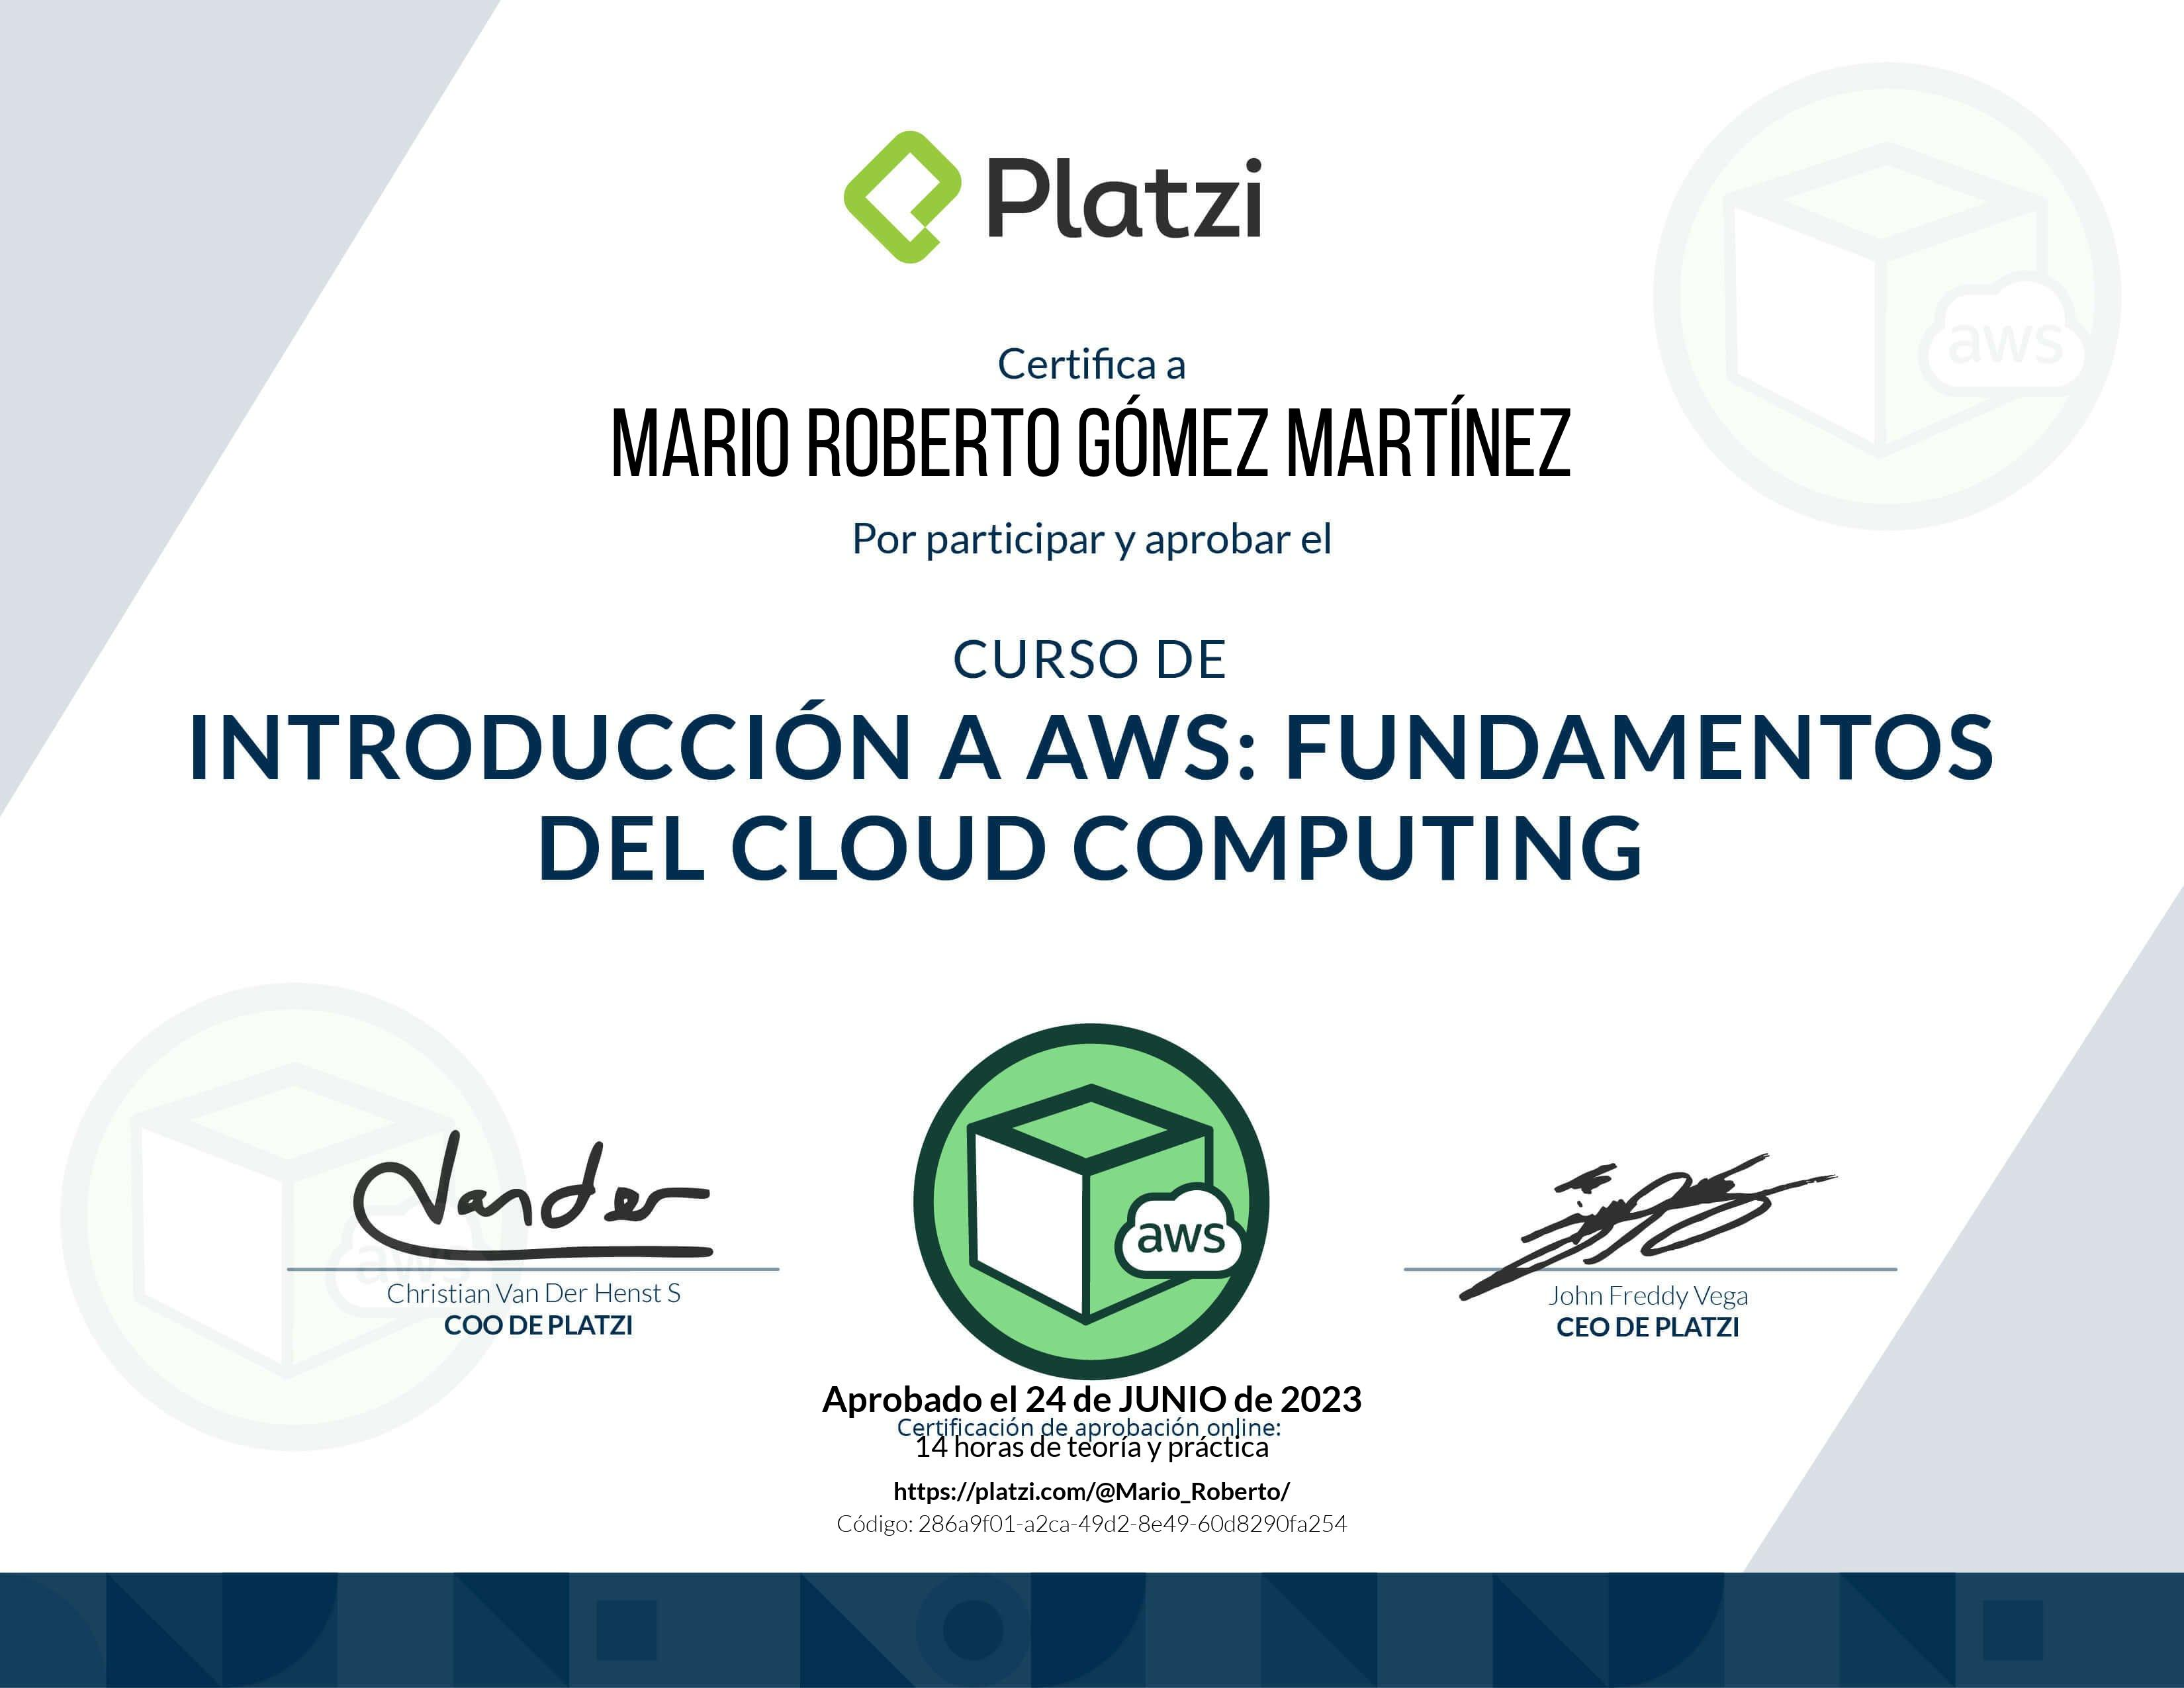 Platzi
Certifica a
MARIO ROBERTO GÓMEZ MARTÍNEZ
Por participar y aprobar el
CURSO DE
INTRODUCCIÓN A AWS: FUNDAMENTOS
DEL CLOUD COMPUTING
aws
aws
aws
Vander
Christian Van Der Henst S
COO DE PLATZI
John Freddy Vega
CEO DE PLATZI
Aprobado el 24 de JUNIO de 2023
Certificación de aprobación online:
14 horas de teoría y práctica
https://platzi.com/@Mario_Roberto/
Código: 286a9f01-a2ca-49d2-8e49-60d8290fa254